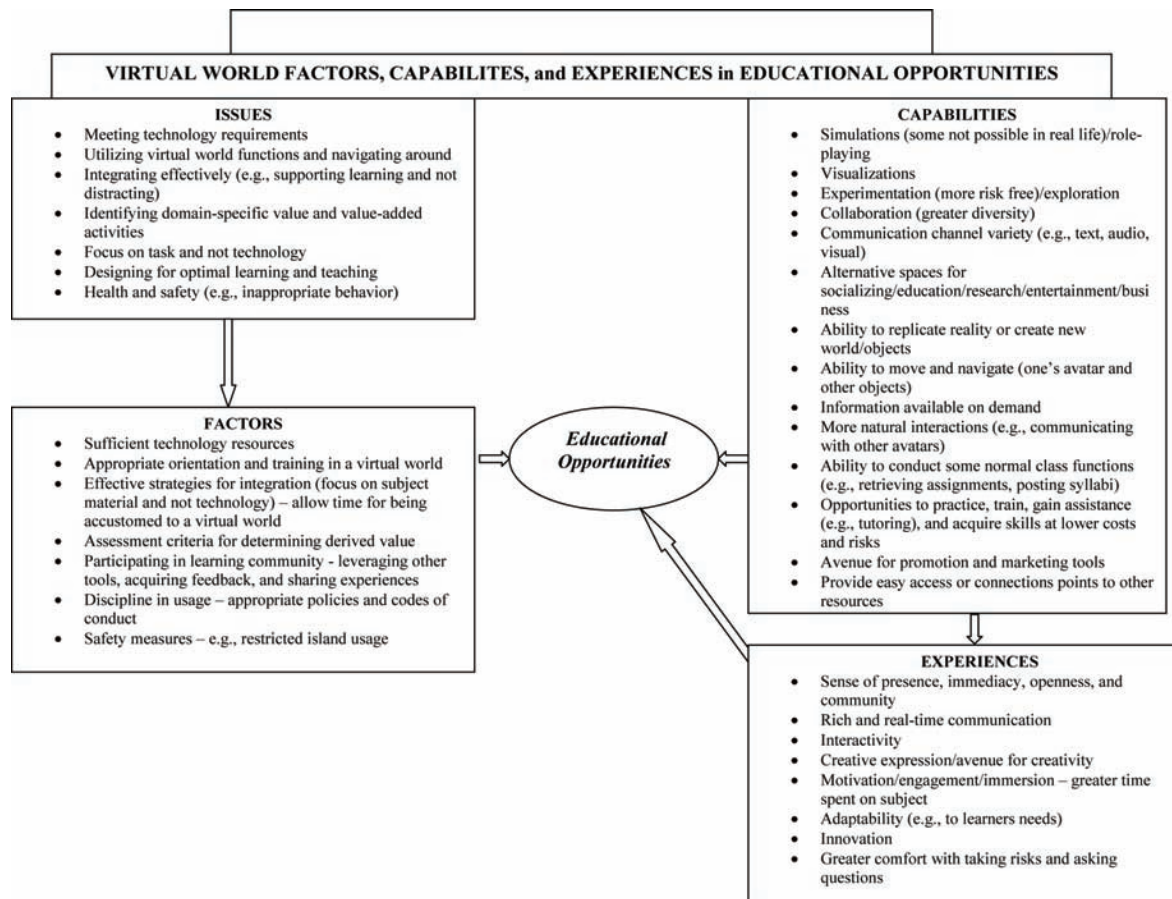 VIRTUAL WORLD FACTORS, CAPABILITES, and EXPERIENCES in EDUCATIONAL OPPORTUNITIES
ISSUES
• Meeting technology requirements
• Utilizing virtual world functions and navigating around
• Integrating effectively (e.g., supporting learning and not
distracting)
• Identifying domain-specific value and value-added
activities
• Focus on task and not technology
• Designing for optimal learning and teaching
• Health and safety (e.g., inappropriate behavior)
FACTORS
• Sufficient technology resources
• Appropriate orientation and training in a virtual world
• Effective strategies for integration (focus on subject
material and not technology) – allow time for being
accustomed to a virtual world
• Assessment criteria for determining derived value
• Participating in learning community - leveraging other
tools, acquiring feedback, and sharing experiences
• Discipline in usage – appropriate policies and codes of
conduct
• Safety measures – e.g., restricted island usage
Educational
Opportunities
CAPABILITIES
• Simulations (some not possible in real life)/role-
playing
• Visualizations
• Experimentation (more risk free)/exploration
• Collaboration (greater diversity)
• Communication channel variety (e.g., text, audio,
visual)
• Alternative spaces for
socializing/education/research/entertainment/busi
ness
• Ability to replicate reality or create new
world/objects
• Ability to move and navigate (one's avatar and
other objects)
• Information available on demand
• More natural interactions (e.g., communicating
with other avatars)
• Ability to conduct some normal class functions
(e.g., retrieving assignments, posting syllabi)
• Opportunities to practice, train, gain assistance
(e.g., tutoring), and acquire skills at lower costs
and risks
• Avenue for promotion and marketing tools
• Provide easy access or connections points to other
resources
EXPERIENCES
• Sense of presence, immediacy, openness, and
community
• Rich and real-time communication
• Interactivity
• Creative expression/avenue for creativity
• Motivation/engagement/immersion – greater time
spent on subject
• Adaptability (e.g., to learners needs)
• Innovation
• Greater comfort with taking risks and asking
questions